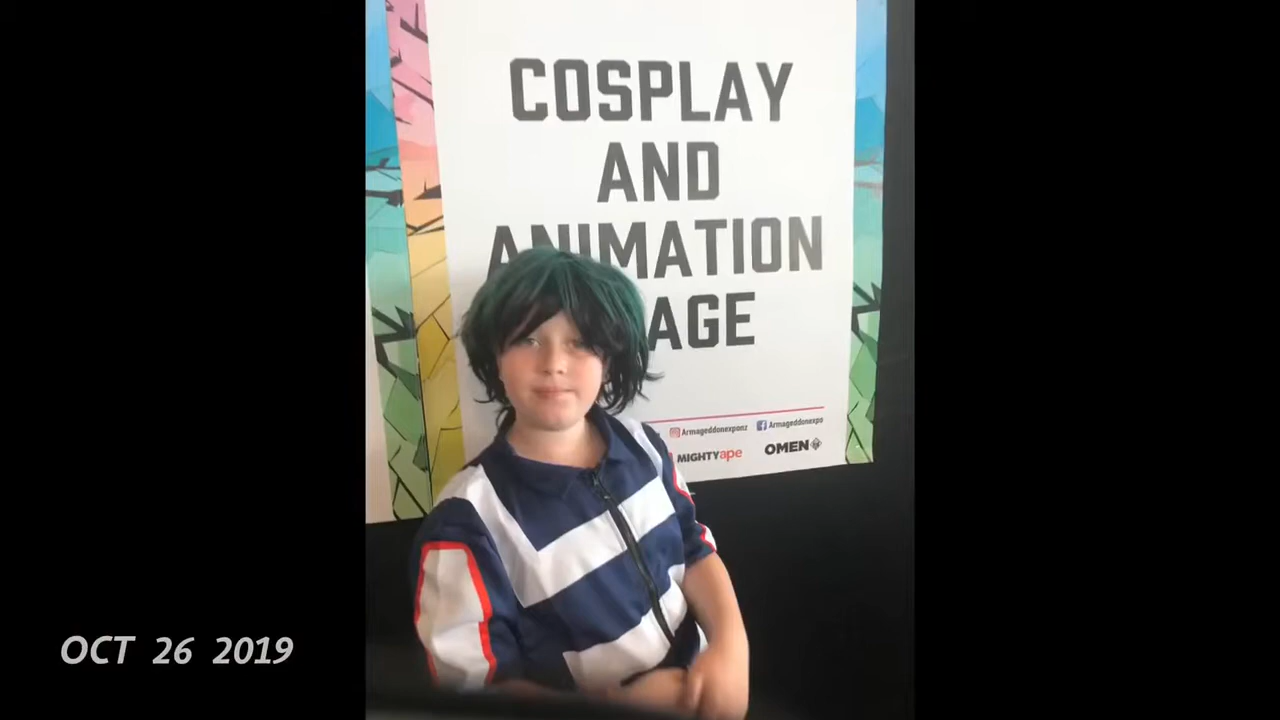 COSPLAY
AND
ANIMATION
AGE
Armageddonexponz Armageddonexpo
MIGHTYape OMEN
OCT 26 2019